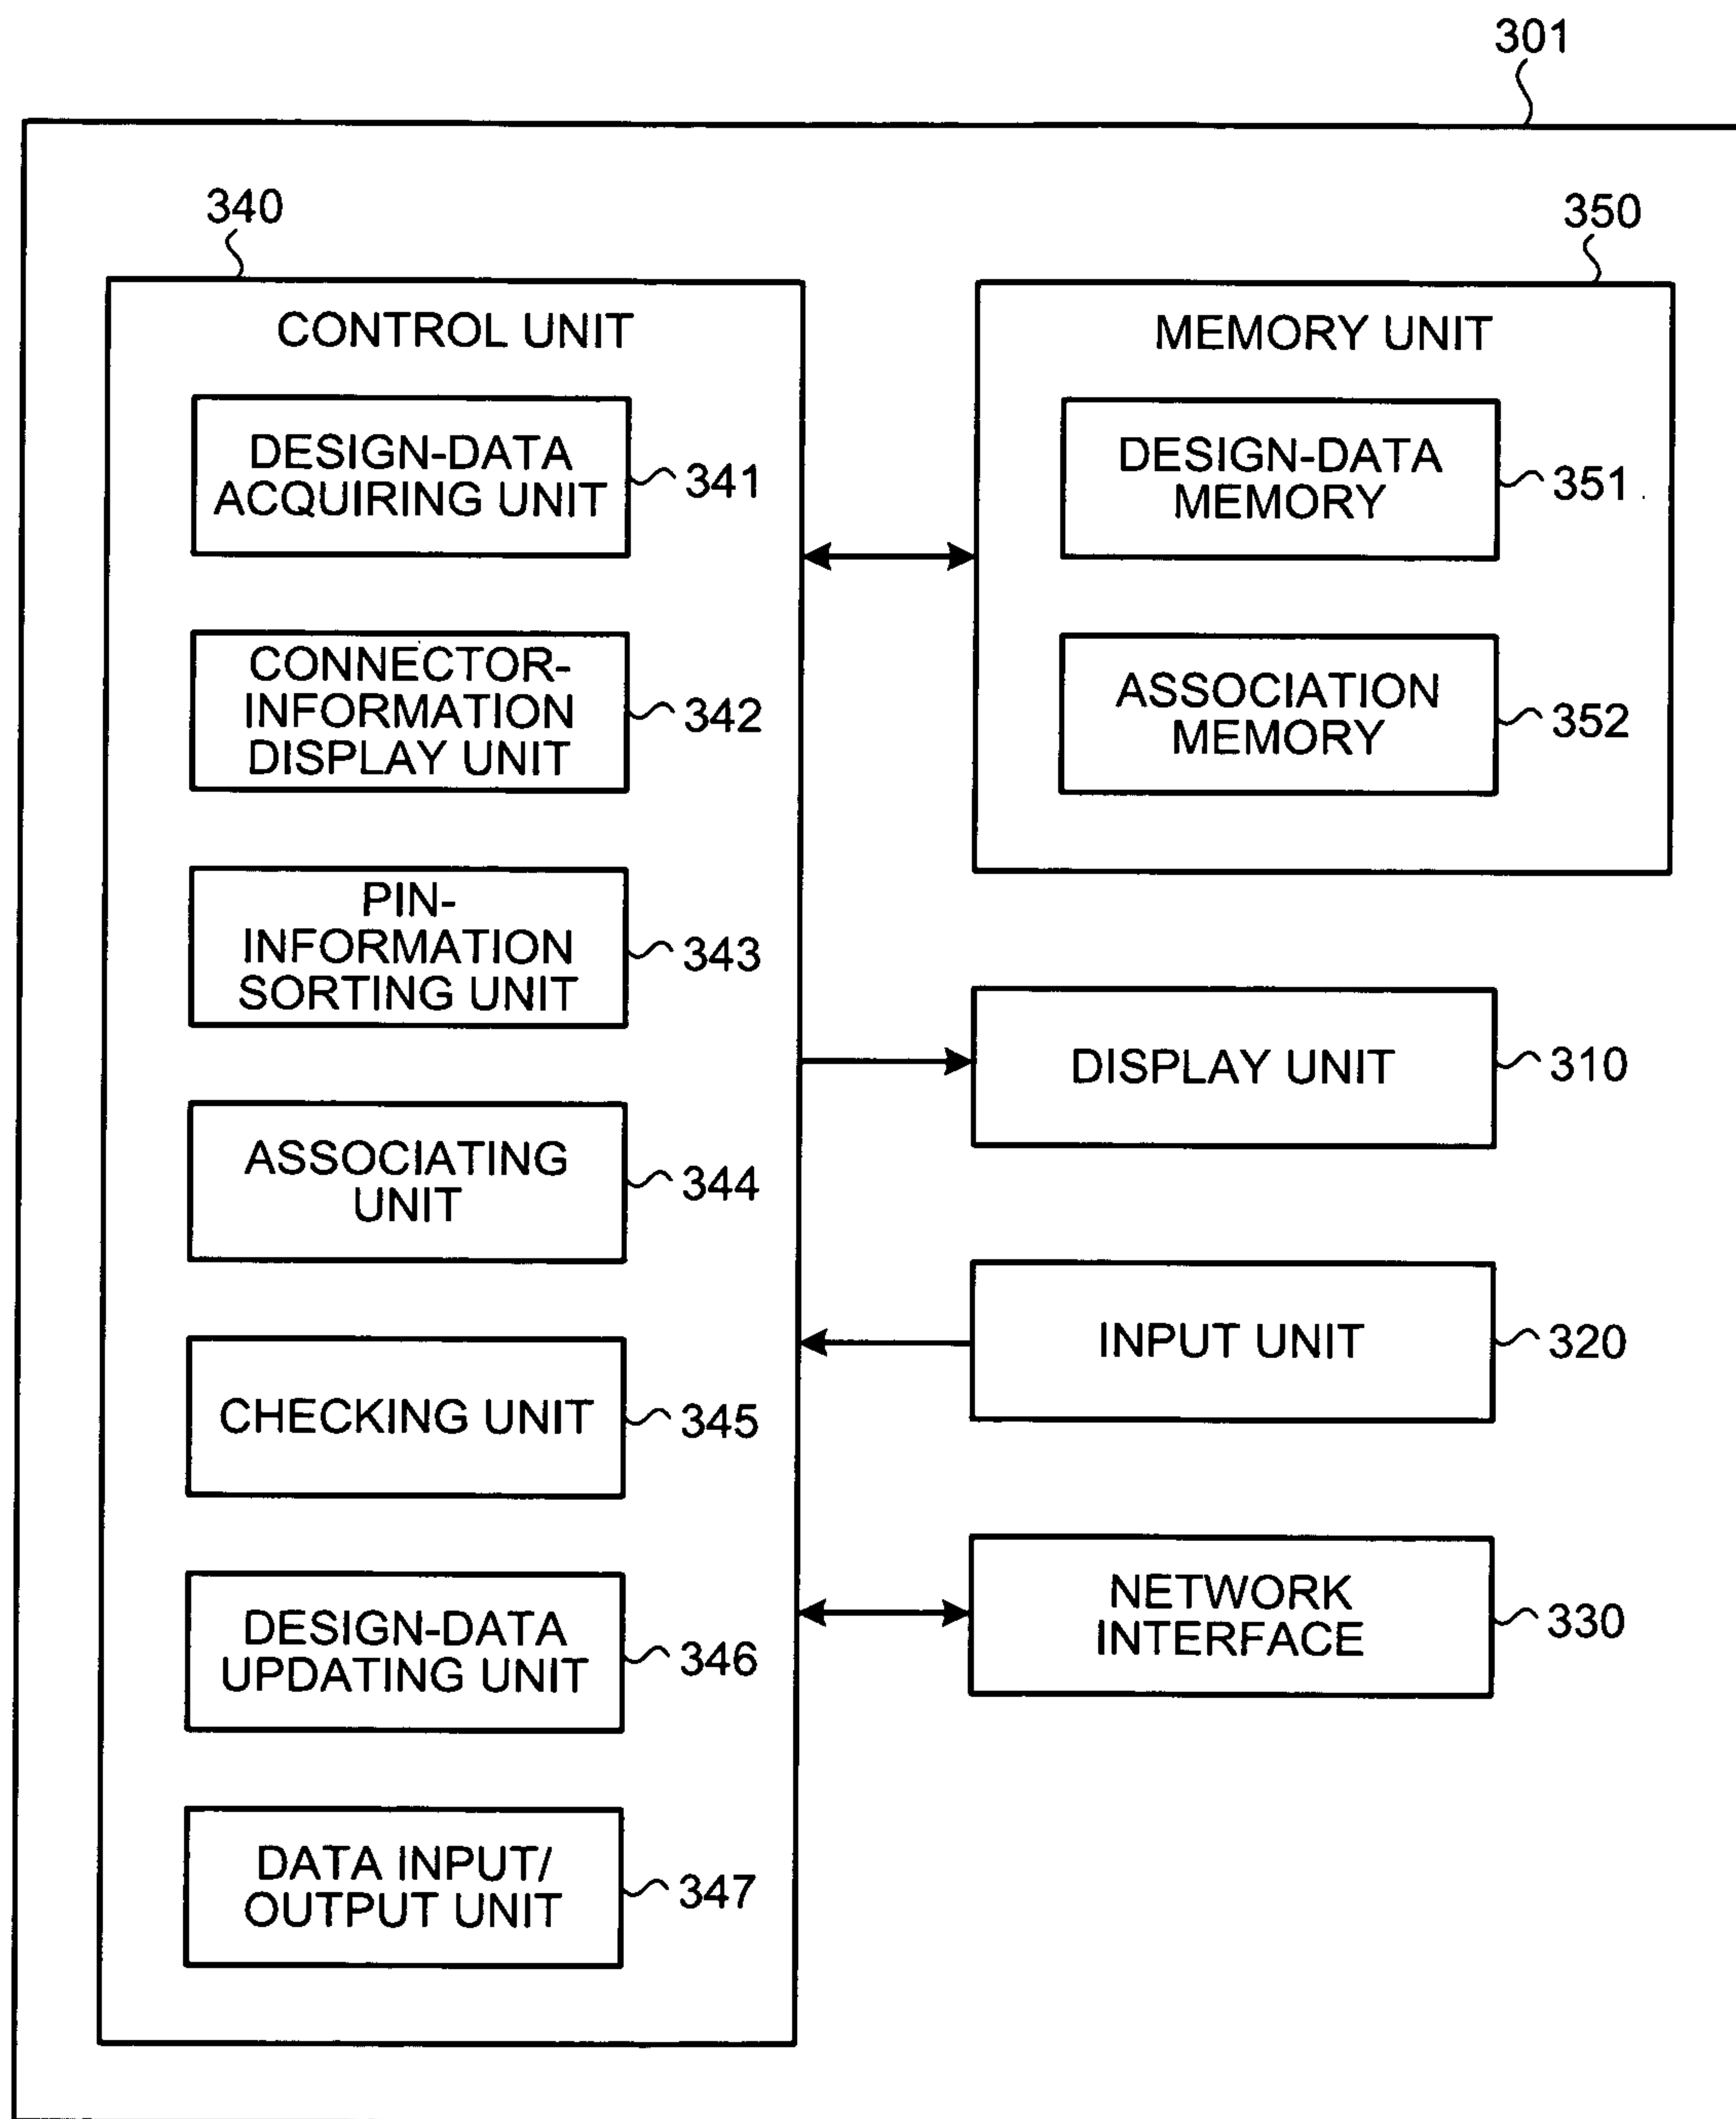 301
340
CONTROL UNIT
DESIGN-DATA
ACQUIRING UNIT
341
CONNECTOR-
INFORMATION
DISPLAY UNIT
342
PIN-
INFORMATION
SORTING UNIT
343
ASSOCIATING
UNIT
344
CHECKING UNIT
345
DESIGN-DATA
UPDATING UNIT
346
DATA INPUT/
OUTPUT UNIT
347
350
MEMORY UNIT
DESIGN-DATA
MEMORY
351
ASSOCIATION
MEMORY
352
DISPLAY UNIT
310
INPUT UNIT
320
NETWORK
INTERFACE
330